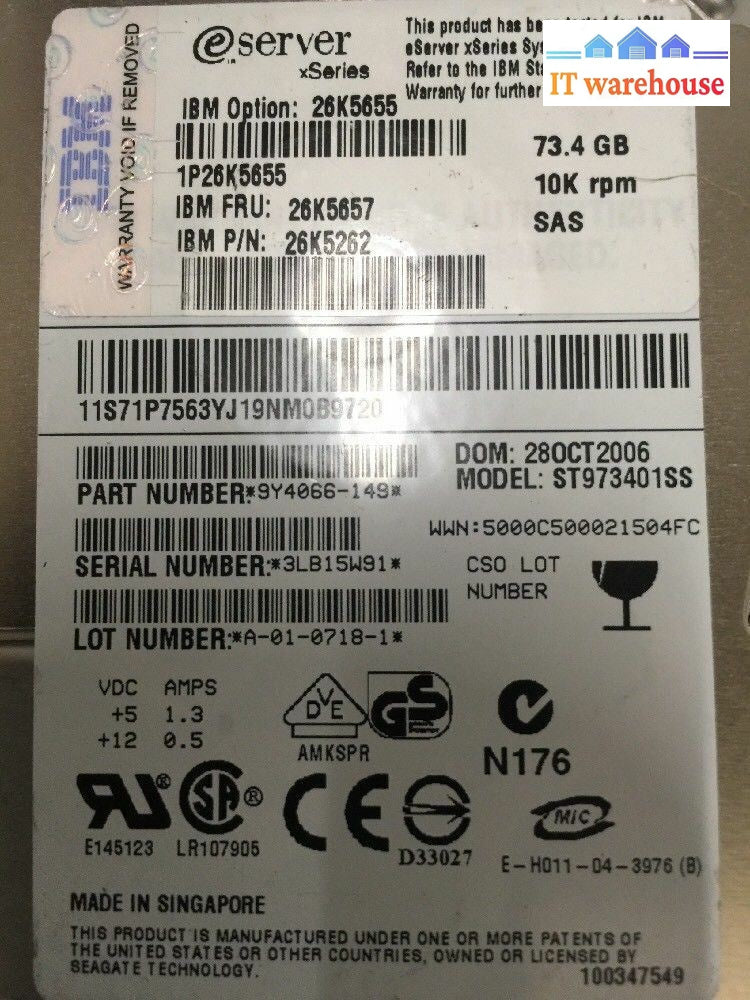 eserver
xSeries
This product has be
eServer xSeries Sys
Refer to the IBM Sta
Warranty for further
IT warehouse
WARRANTY VOID IF REMOVED
IBM
IBM Option: 26K5655
1P26K5655
IBM FRU: 26K5657
IBM P/N: 26K5262
73.4 GB
10K rpm
SAS
11S71P7563YJ19NM0B9720
DOM: 28OCT2006
MODEL: ST973401SS
PART NUMBER:*9Y4066-149*
WWN:5000C500021504FC
SERIAL NUMBER:*3LB15W91*
CSO LOT
NUMBER
LOT NUMBER:*A-01-0718-1*
VDC AMPS
+5 1.3
+12 0.5
DVE
AMKSPR
GS
N176
RU®
E145123
SA®
LR107905
CE
D33027
MIC
E-H011-04-3976 (B)
MADE IN SINGAPORE
THIS PRODUCT IS MANUFACTURED UNDER ONE OR MORE PATENTS OF
THE UNITED STATES OR OTHER COUNTRIES, OWNED OR LICENSED BY
SEAGATE TECHNOLOGY.
100347549